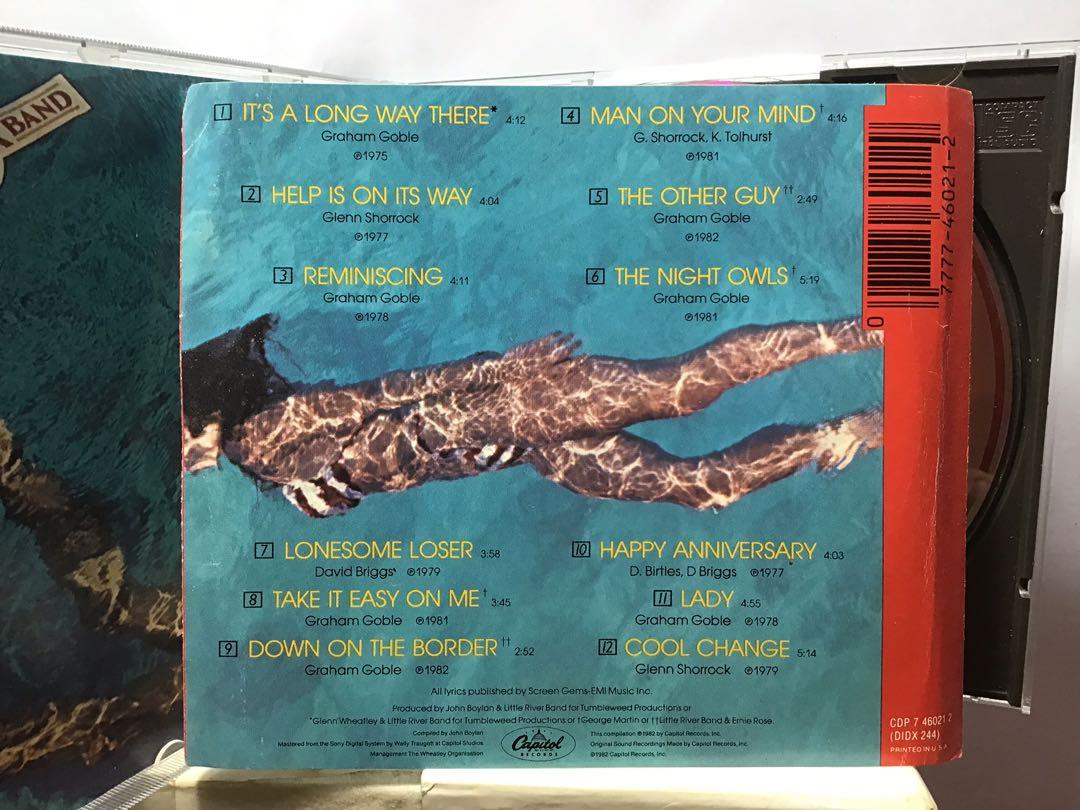 BAND
1 IT'S A LONG WAY THERE* 4:12
Graham Goble
℗1975
2 HELP IS ON ITS WAY 4:04
Glenn Shorrock
℗1977
3 REMINISCING 4:11
Graham Goble
℗1978
4 MAN ON YOUR MIND† 4:16
G. Shorrock, K. Tolhurst
℗1981
5 THE OTHER GUY†† 2:49
Graham Goble
℗1982
6 THE NIGHT OWLS† 5:19
Graham Goble
℗1981
7 LONESOME LOSER 3:58
David Briggs ℗1979
8 TAKE IT EASY ON ME† 3:45
Graham Goble ℗1981
9 DOWN ON THE BORDER†† 2:52
Graham Goble ℗1982
10 HAPPY ANNIVERSARY 4:03
D. Birtles, D Briggs ℗1977
11 LADY 4:55
Graham Goble ℗1978
12 COOL CHANGE 5:14
Glenn Shorrock ℗1979
All lyrics published by Screen Gems-EMI Music Inc.
Produced by John Boylan & Little River Band for Tumbleweed Productions or
*Glenn Wheatley & Little River Band for Tumbleweed Productions or †George Martin or ††Little River Band & Ernie Rose.
Compiled by John Boylan
Mastered from the Sony Digital System by Wally Traugott at Capitol Studios
Management The Wheatley Organisation
Capitol
RECORDS
This compilation ℗1982 by Capitol Records, Inc.
Original Sound Recordings Made by Capitol Records, Inc.
©1982 Capitol Records, Inc.
0 7777-46021-2
CDP 7 46021 2
(DIDX 244)
PRINTED IN U.S.A.
COMPACT